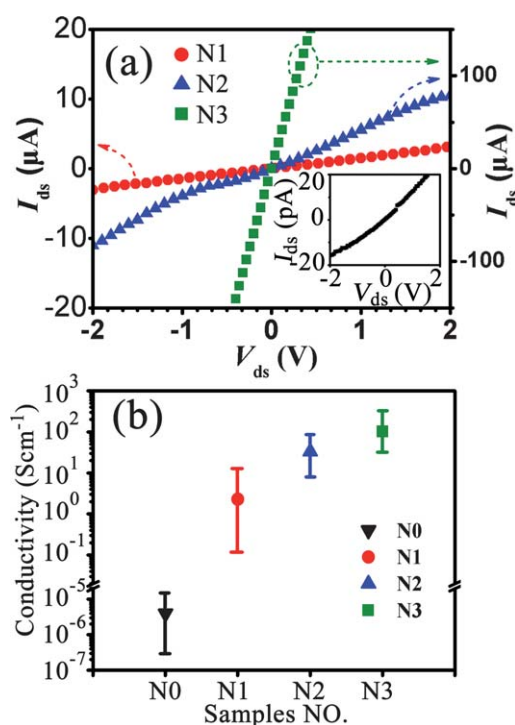 (a)
N1
N2
N3
20
10
0
-10
-20
I_ds (μA)
100
0
-100
I_ds (μA)
-2
-1
0
1
2
V_ds (V)
20
0
-20
I_ds (pA)
-2
0
2
V_ds (V)
(b)
10^3
10^2
10^1
10^0
10^-1
10^-5
10^-5
10^-6
10^-7
Conductivity (Scm^-1)
N0
N1
N2
N3
N0
N1
N2
N3
Samples NO.